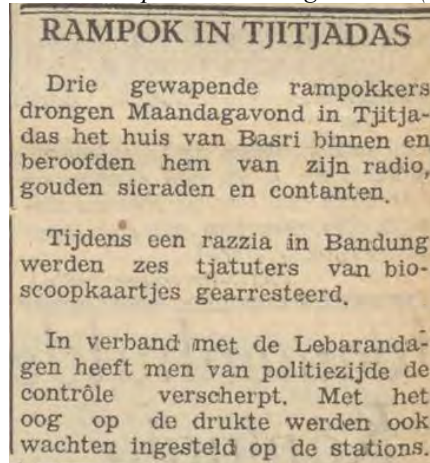 RAMPOK IN TJITJADAS
Drie gewapende rampokkers
drongen Maandagavond in Tjitja-
das het huis van Basri binnen en
beroofden hem van zijn radio,
gouden sieraden en contanten.
Tijdens een razzia in Bandung
werden zes tjatuters van bio-
scoopkaartjes gearresteerd.
In verband met de Lebaranda-
gen heeft men van politiezijde de
contrôle verscherpt. Met het
oog op de drukte werden ook
wachten ingesteld op de stations.